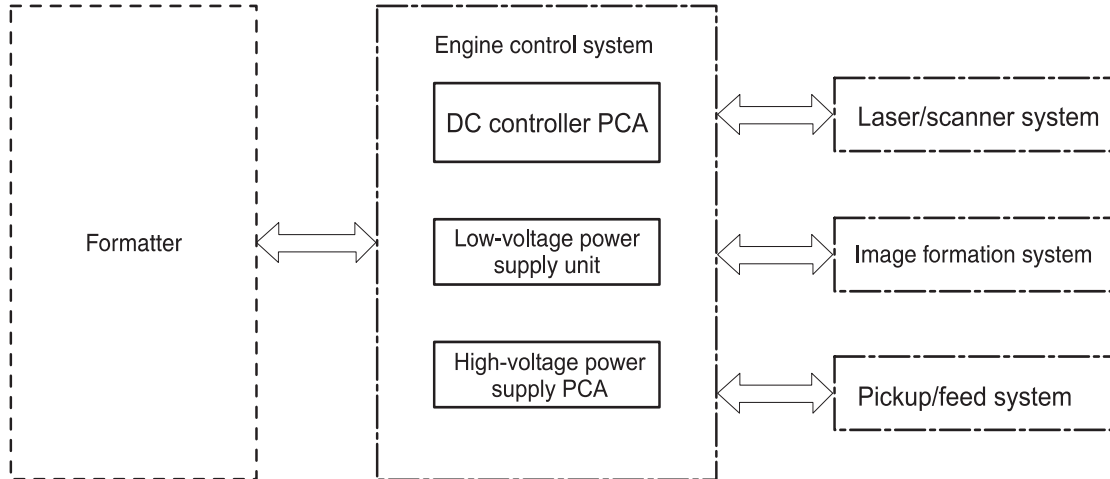 Formatter
Engine control system
DC controller PCA
Low-voltage power
supply unit
High-voltage power
supply PCA
Laser/scanner system
Image formation system
Pickup/feed system